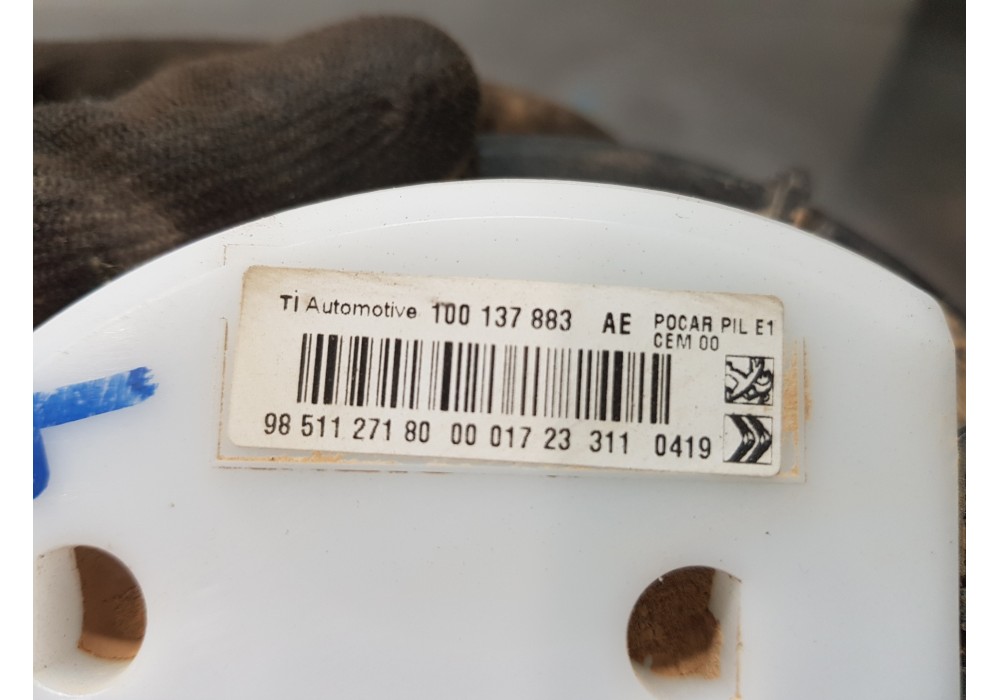 TI Automotive 100 137 883 AE POCAR PIL E1
CEM 00
98 511 271 80 00 017 23 311 0419